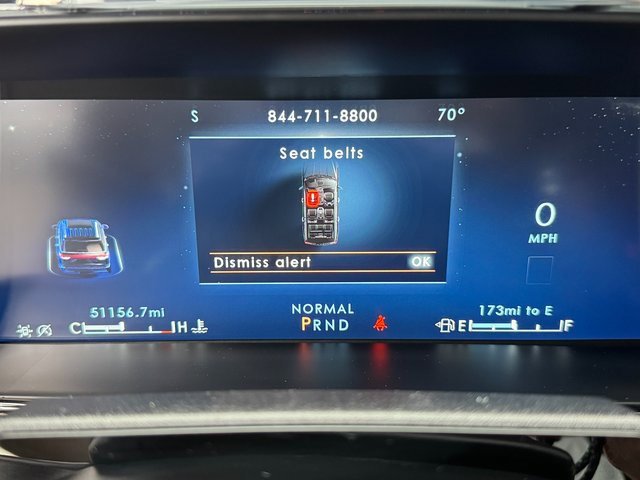 S 844-711-8800 70°
Seat belts
Dismiss alert OK
0
MPH
51156.7mi
NORMAL
173mi to E
PRND
C H
E F